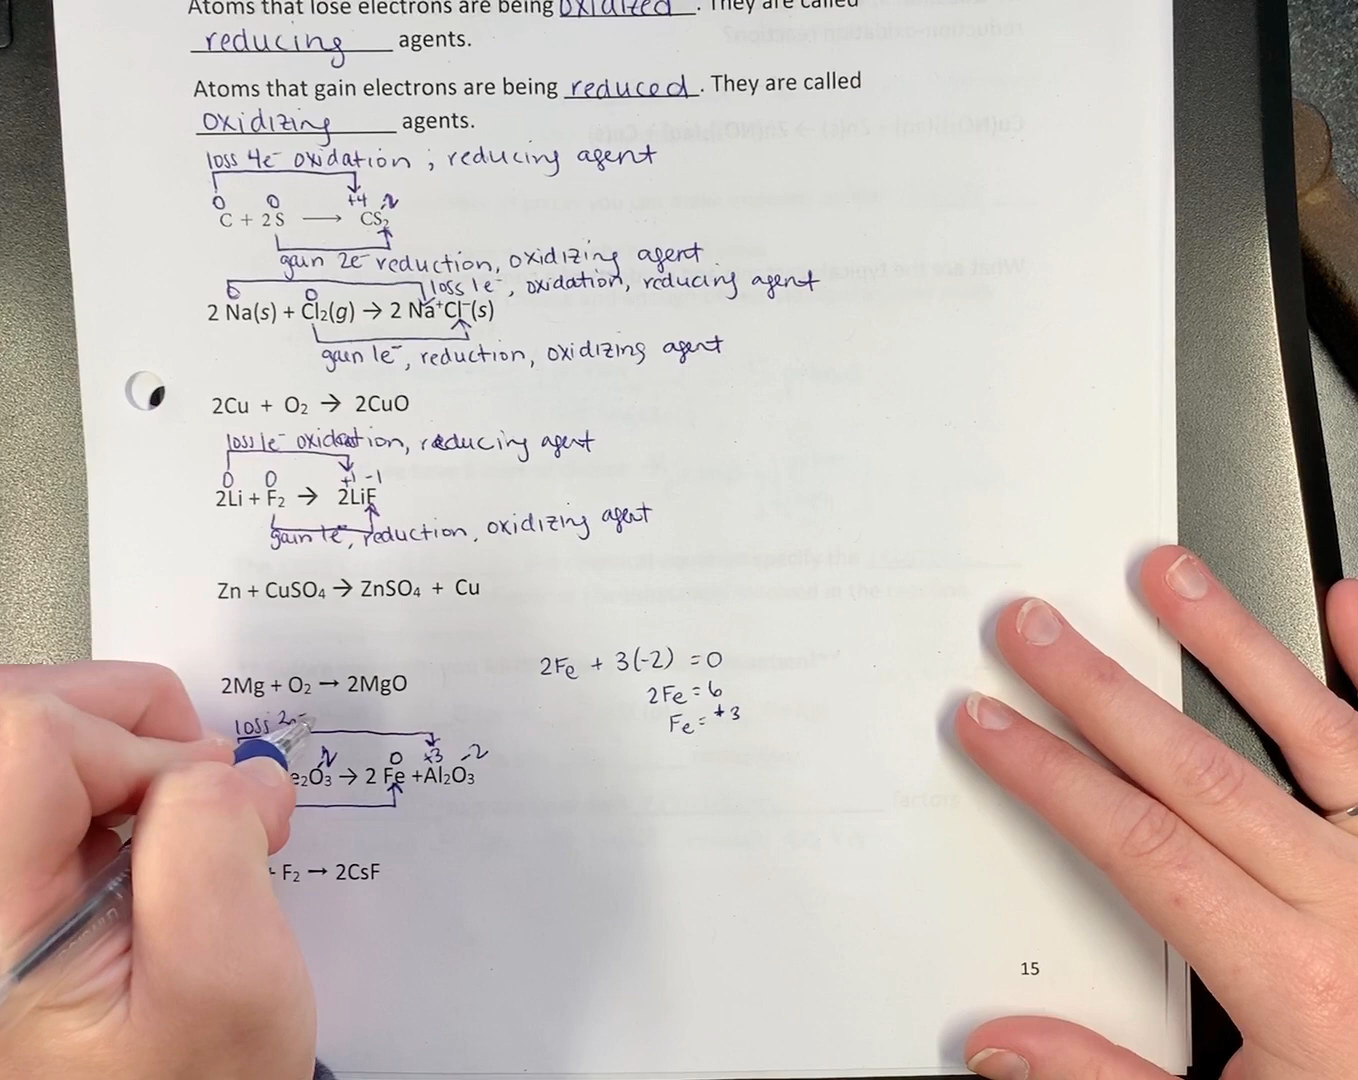 Atoms that lose electrons are being oxidized. They are called
reducing agents.
Atoms that gain electrons are being reduced. They are called
oxidizing agents.
loss 4e⁻ oxidation ; reducing agent
0 0 +4 -2
C + 2S ⟶ CS₂
gain 2e⁻ reduction, oxidizing agent
loss 1e⁻, oxidation, reducing agent
0 0
2 Na(s) + Cl₂(g) → 2 Na⁺Cl⁻(s)
gain 1e⁻, reduction, oxidizing agent
2Cu + O₂ → 2CuO
loss 1e⁻ oxidation, reducing agent
0 0 +1 -1
2Li + F₂ → 2LiF
gain 1e⁻, reduction, oxidizing agent
Zn + CuSO₄ → ZnSO₄ + Cu
2Fe + 3(-2) = 0
2Fe = 6
Fe = +3
2Mg + O₂ → 2MgO
loss
-2 0 +3 -2
e₂O₃ → 2 Fe +Al₂O₃
F₂ → 2CsF
15